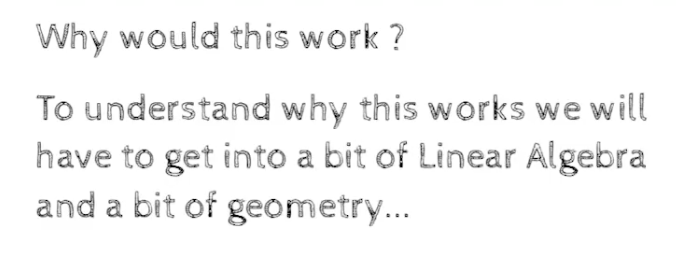 Why would this work ?
To understand why this works we will
have to get into a bit of Linear Algebra
and a bit of geometry...